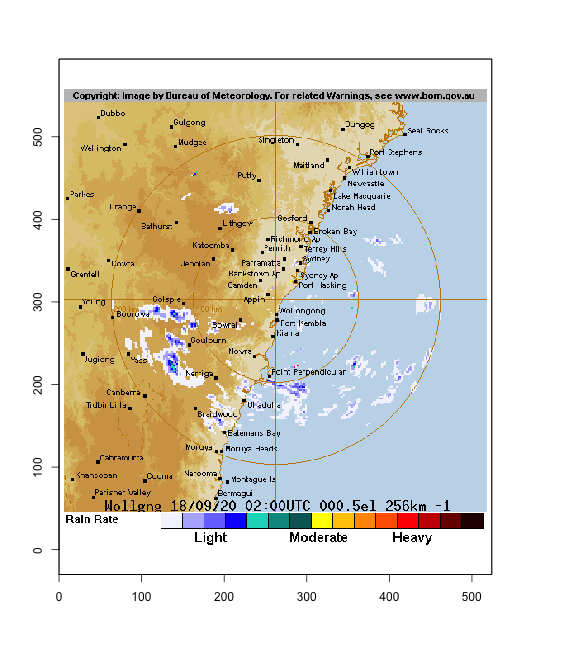 Copyright: Image by Bureau of Meteorology. For related Warnings, see www.bom.gov.au
Dubbo
Gulgong
Dungog
Seal Rocks
Wellington
Mudgee
Singleton
Port Stephens
Maitland
Williamtown
Putty
Newcastle
Parkes
Lake Macquarie
Orange
Norah Head
Bathurst
Lithgow
Gosford
Broken Bay
Katoomba
Richmond Ap
Penrith
Terrey Hills
Cowra
Jenolan
Parramatta
Sydney
Grenfell
Bankstown Ap
Sydney Ap
Camden
Port Hacking
Young
Golspie
Appin
Boorowa
Wollongong
Bowral
Port Kembla
Kiama
Goulburn
Jugiong
Yass
Nowra
Nerriga
Point Perpendicular
Canberra
Tidbinbilla
Braidwood
Ulladulla
Batemans Bay
Moruya
Moruya Heads
Cabramurra
Khancoban
Cooma
Narooma
Montague Is
Perisher Valley
Bermagui
Wollgng 18/09/20 02:00UTC 000.5el 256km -1
Rain Rate
Light
Moderate
Heavy
0
100
200
300
400
500
0
100
200
300
400
500